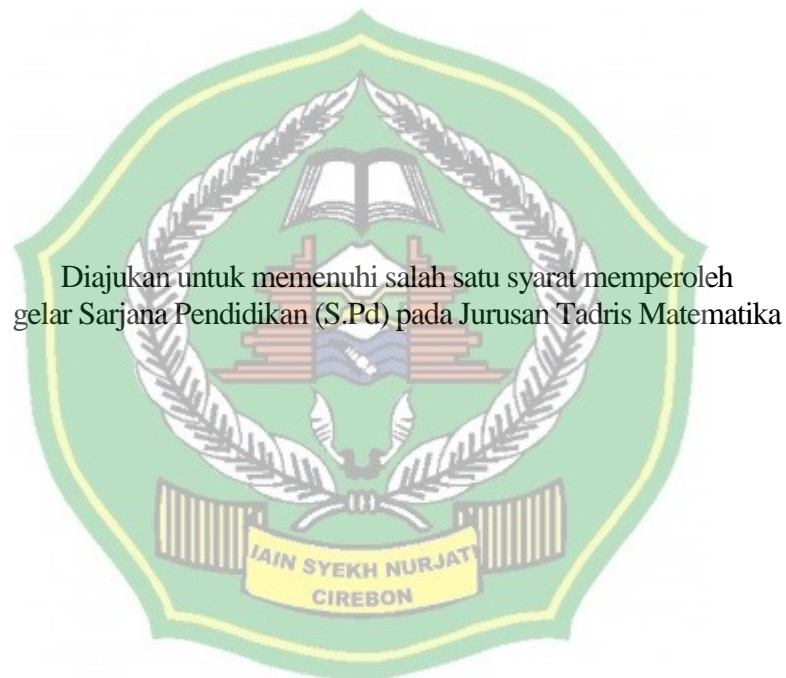 Diajukan untuk memenuhi salah satu syarat memperoleh
gelar Sarjana Pendidikan (S.Pd) pada Jurusan Tadris Matematika
IAIN SYEKH NURJATI
CIREBON